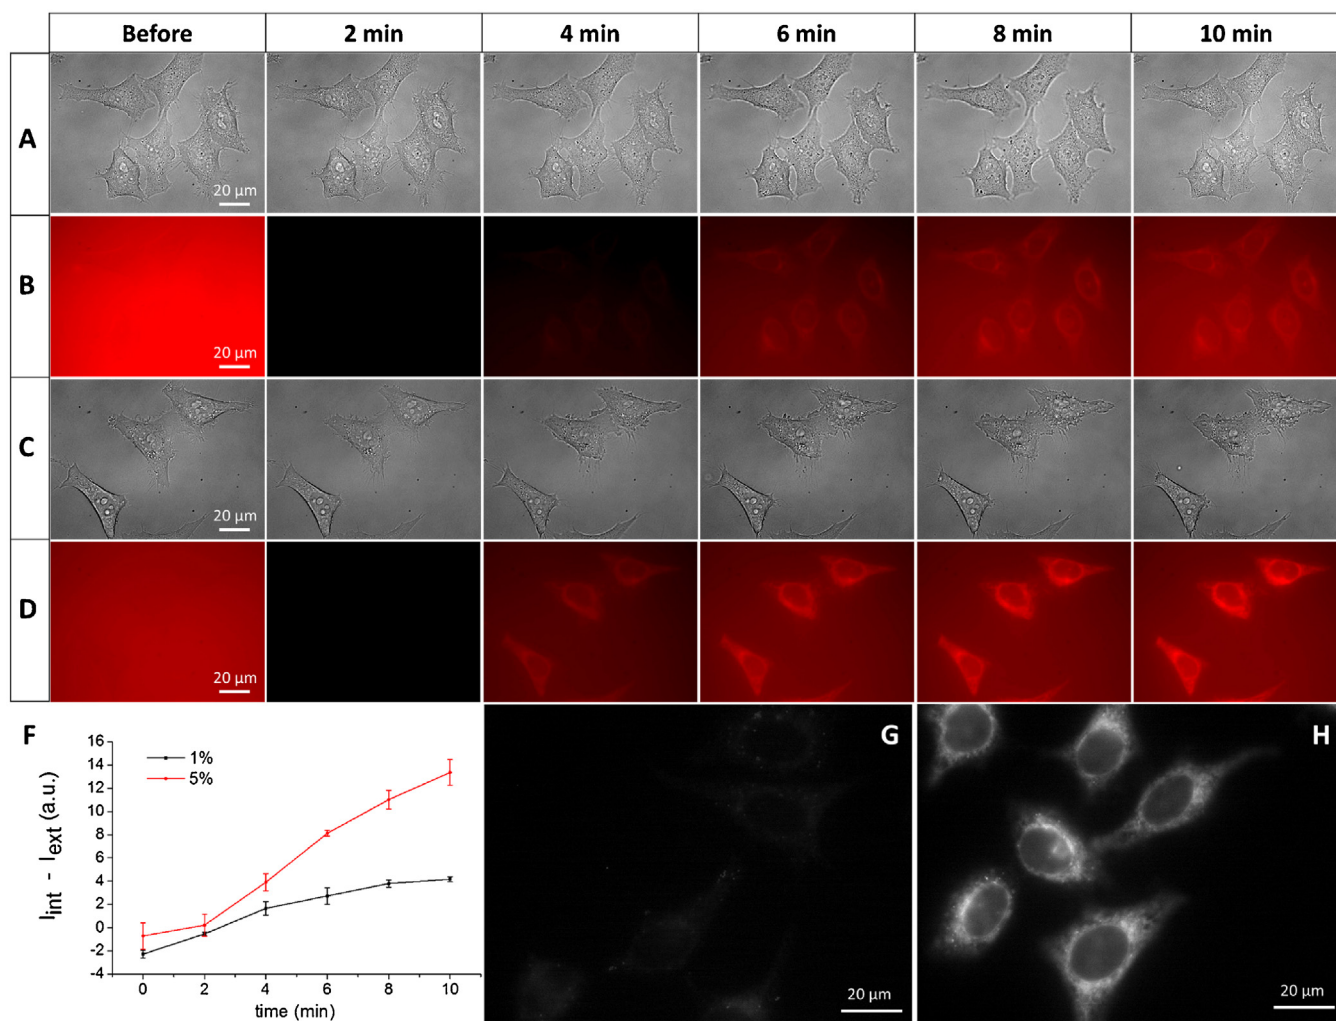 Before 2 min 4 min 6 min 8 min 10 min
A
20 µm
B
20 µm
C
20 µm
D
20 µm
F
16
14
12
10
8
6
4
2
0
-2
-4
I_int - I_ext (a.u.)
1%
5%
0 2 4 6 8 10
time (min)
G
20 µm
H
20 µm